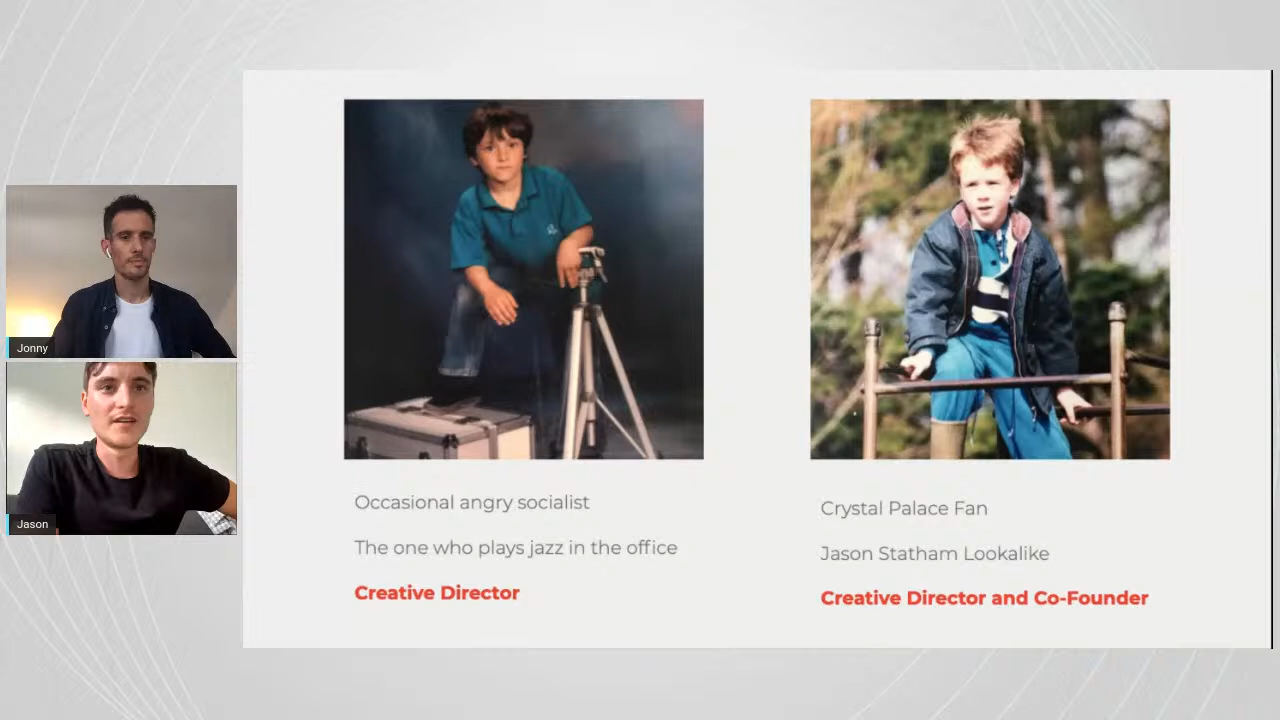 Jonny
Jason
Occasional angry socialist
The one who plays jazz in the office
Creative Director
Crystal Palace Fan
Jason Statham Lookalike
Creative Director and Co-Founder